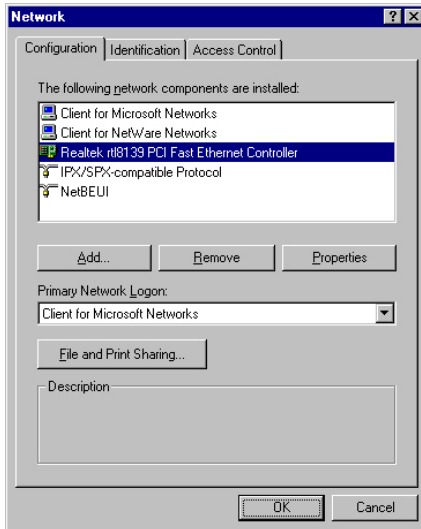 Network
Configuration Identification Access Control
The following network components are installed:
Client for Microsoft Networks
Client for NetWare Networks
Realtek rtl8139 PCI Fast Ethernet Controller
IPX/SPX-compatible Protocol
NetBEUI
Add... Remove Properties
Primary Network Logon:
Client for Microsoft Networks
File and Print Sharing...
Description
OK Cancel